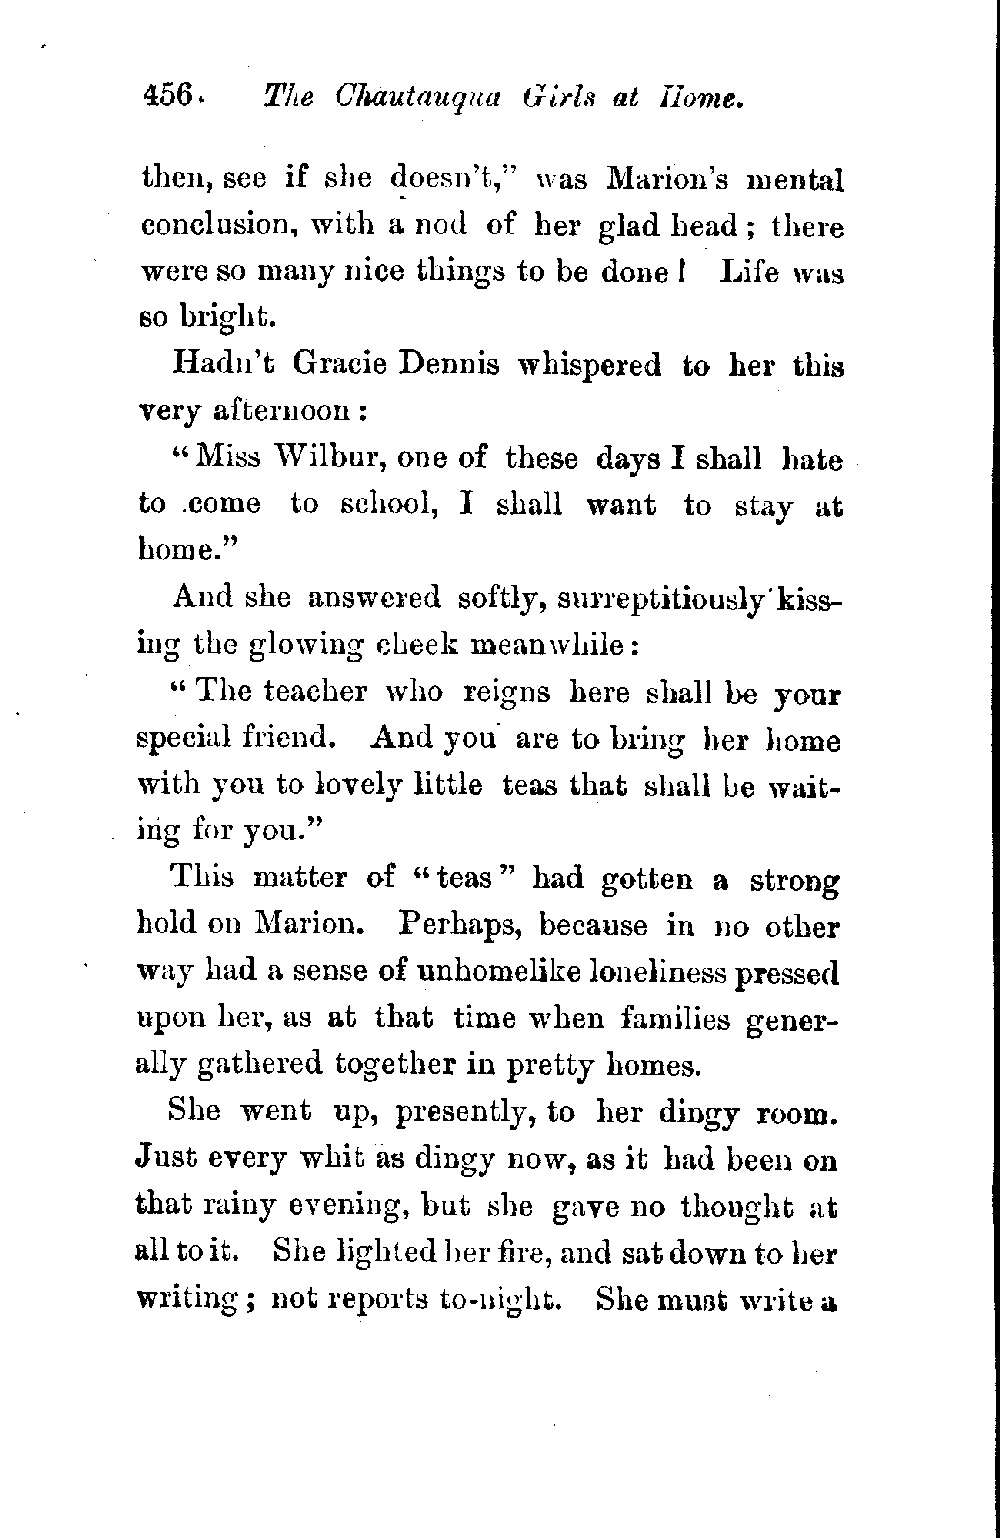 456. The Chautauqua Girls at Home.
then, see if she doesn't," was Marion's mental
conclusion, with a nod of her glad head; there
were so many nice things to be done! Life was
so bright.
Hadn't Gracie Dennis whispered to her this
very afternoon:
"Miss Wilbur, one of these days I shall hate
to come to school, I shall want to stay at
home."
And she answered softly, surreptitiously kiss-
ing the glowing cheek meanwhile:
"The teacher who reigns here shall be your
special friend. And you are to bring her home
with you to lovely little teas that shall be wait-
ing for you."
This matter of "teas" had gotten a strong
hold on Marion. Perhaps, because in no other
way had a sense of unhomelike loneliness pressed
upon her, as at that time when families gener-
ally gathered together in pretty homes.
She went up, presently, to her dingy room.
Just every whit as dingy now, as it had been on
that rainy evening, but she gave no thought at
all to it. She lighted her fire, and sat down to her
writing; not reports to-night. She must write a